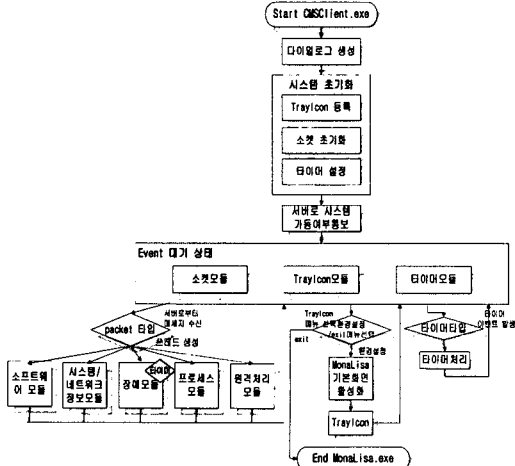 Start CMSClient.exe
다이얼로그 생성
시스템 초기화
TrayIcon 등록
소켓 초기화
타이머 설정
서버로 시스템
가동여부통보
Event 대기 상태
소켓모듈
TrayIcon모듈
타이머모듈
서버로부터
메세지 수신
packet 타입
쓰레드 생성
TrayIcon
메뉴 선택
환경설정
/exit메뉴선택
exit
환경설정
타이머
이벤트 발생
타이머타입
타이머처리
소프트웨
어 모듈
시스템/
네트워크
정보모듈
장애모듈
타이머
프로세스
모듈
원격처리
모듈
MonaLisa
기본화면
활성화
TrayIcon
End MonaLisa.exe